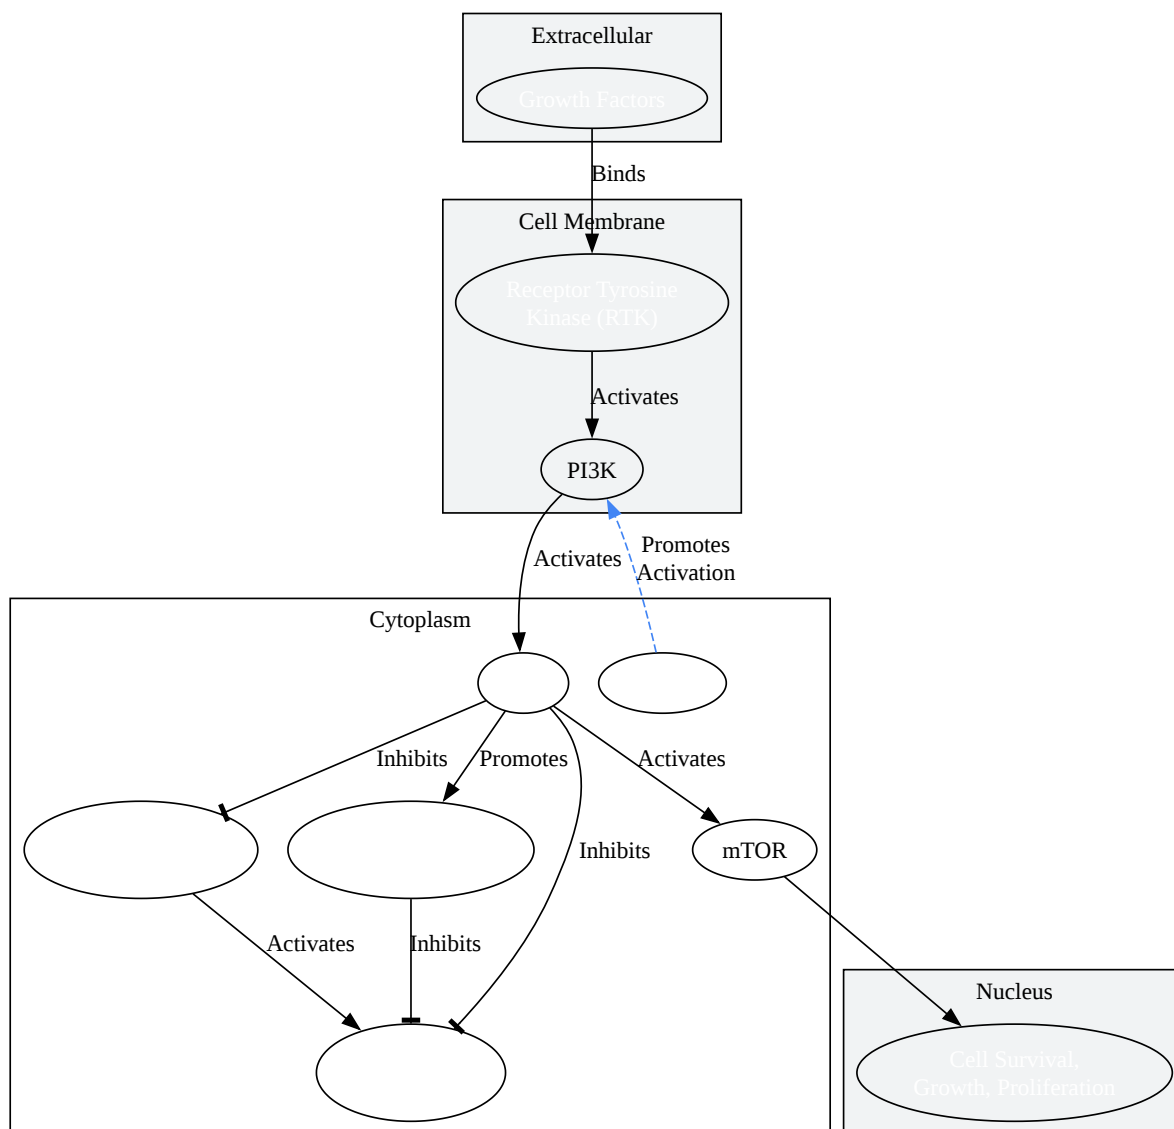 Extracellular
Growth Factors
Binds
Cell Membrane
Receptor Tyrosine
Kinase (RTK)
Activates
PI3K
Activates
Promotes
Activation
Cytoplasm
Inhibits
Promotes
Activates
Inhibits
mTOR
Activates
Inhibits
Nucleus
Cell Survival,
Growth, Proliferation